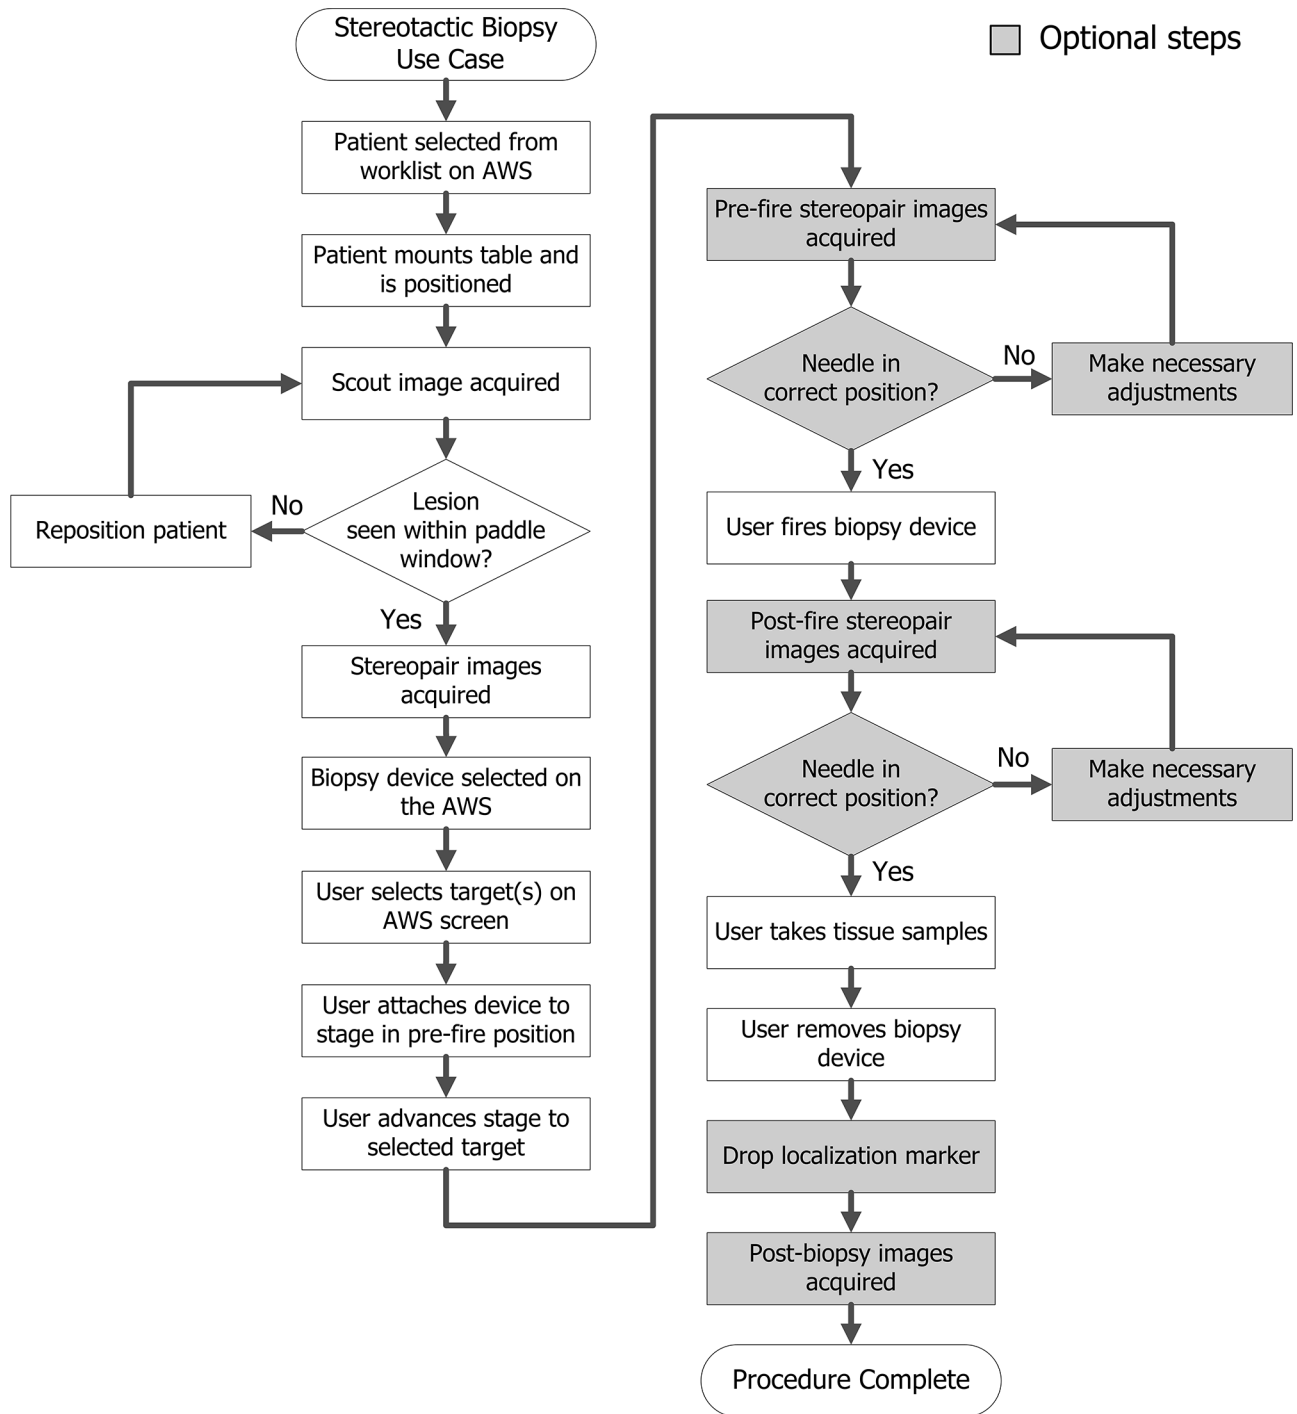 Stereotactic Biopsy
Use Case
Optional steps
Patient selected from
worklist on AWS
Patient mounts table and
is positioned
Scout image acquired
Lesion
seen within paddle
window?
No
Reposition patient
Yes
Stereopair images
acquired
Biopsy device selected on
the AWS
User selects target(s) on
AWS screen
User attaches device to
stage in pre-fire position
User advances stage to
selected target
Pre-fire stereopair images
acquired
Needle in
correct position?
No
Make necessary
adjustments
Yes
User fires biopsy device
Post-fire stereopair
images acquired
Needle in
correct position?
No
Make necessary
adjustments
Yes
User takes tissue samples
User removes biopsy
device
Drop localization marker
Post-biopsy images
acquired
Procedure Complete